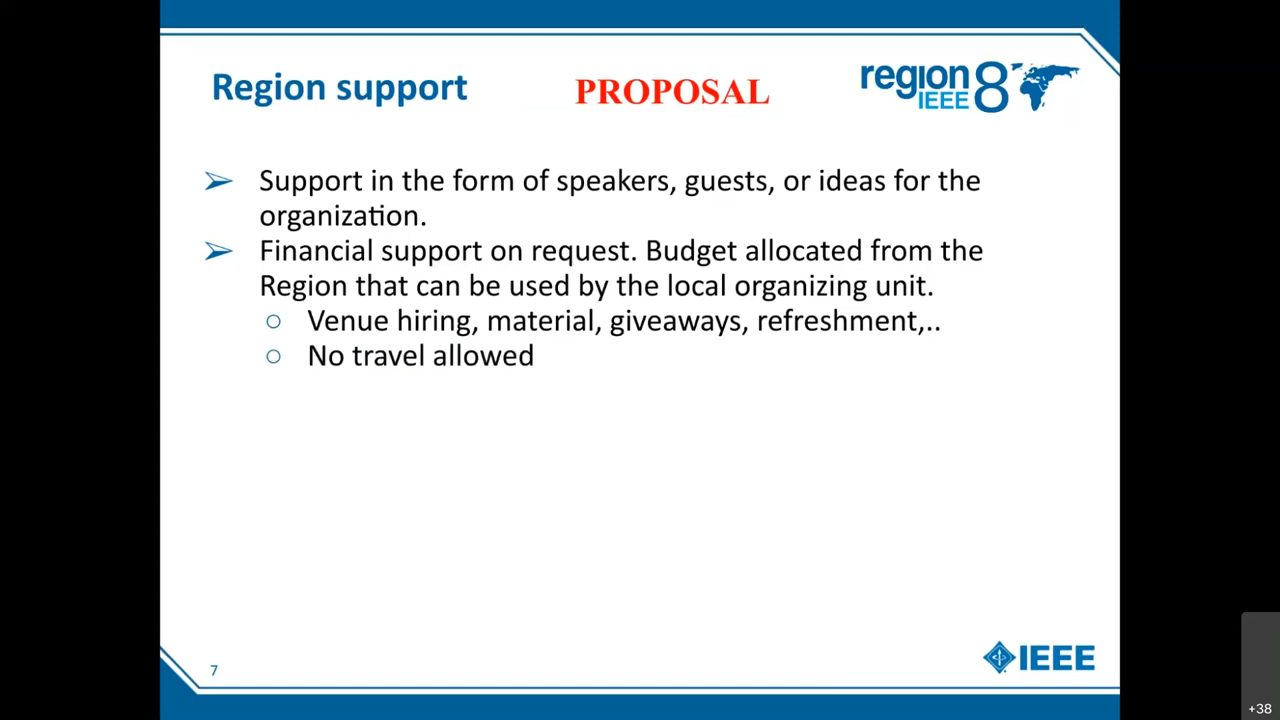 Region support
PROPOSAL
region
IEEE 8
➢ Support in the form of speakers, guests, or ideas for the
organization.
➢ Financial support on request. Budget allocated from the
Region that can be used by the local organizing unit.
○ Venue hiring, material, giveaways, refreshment,..
○ No travel allowed
7
IEEE
+38